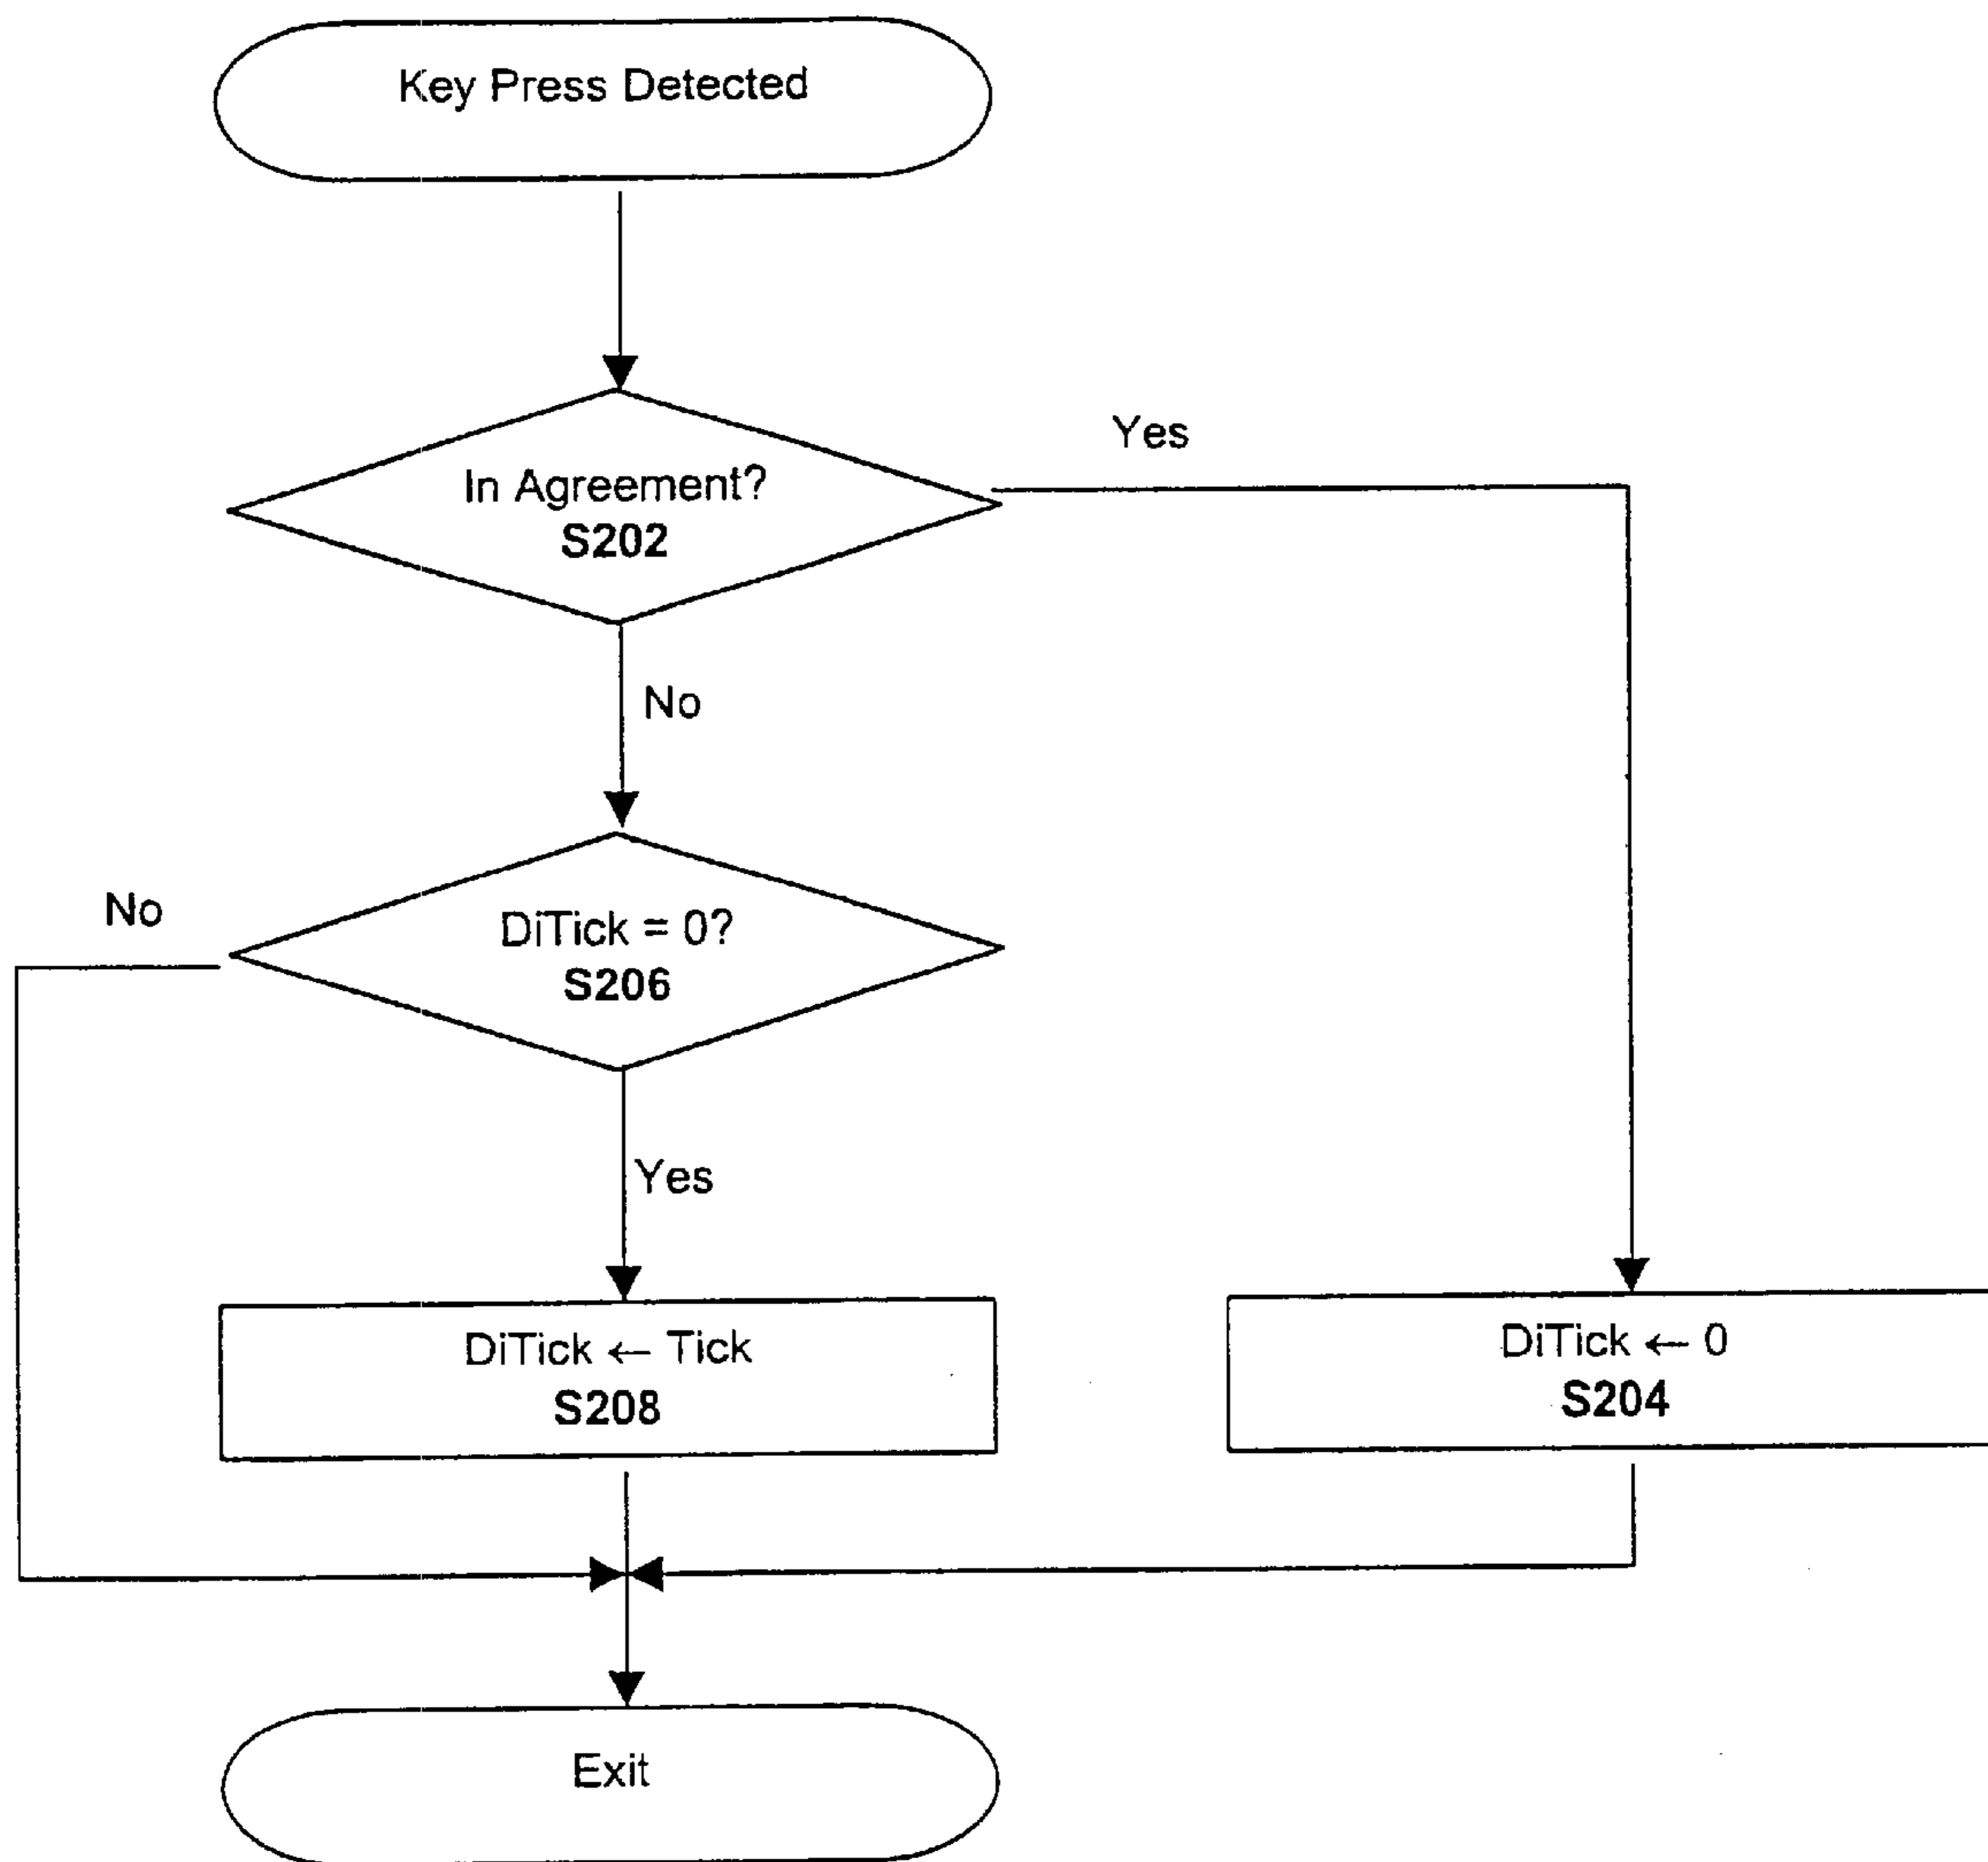 Key Press Detected
In Agreement?
S202
Yes
No
DiTick = 0?
S206
No
Yes
DiTick ← Tick
S208
DiTick ← 0
S204
Exit